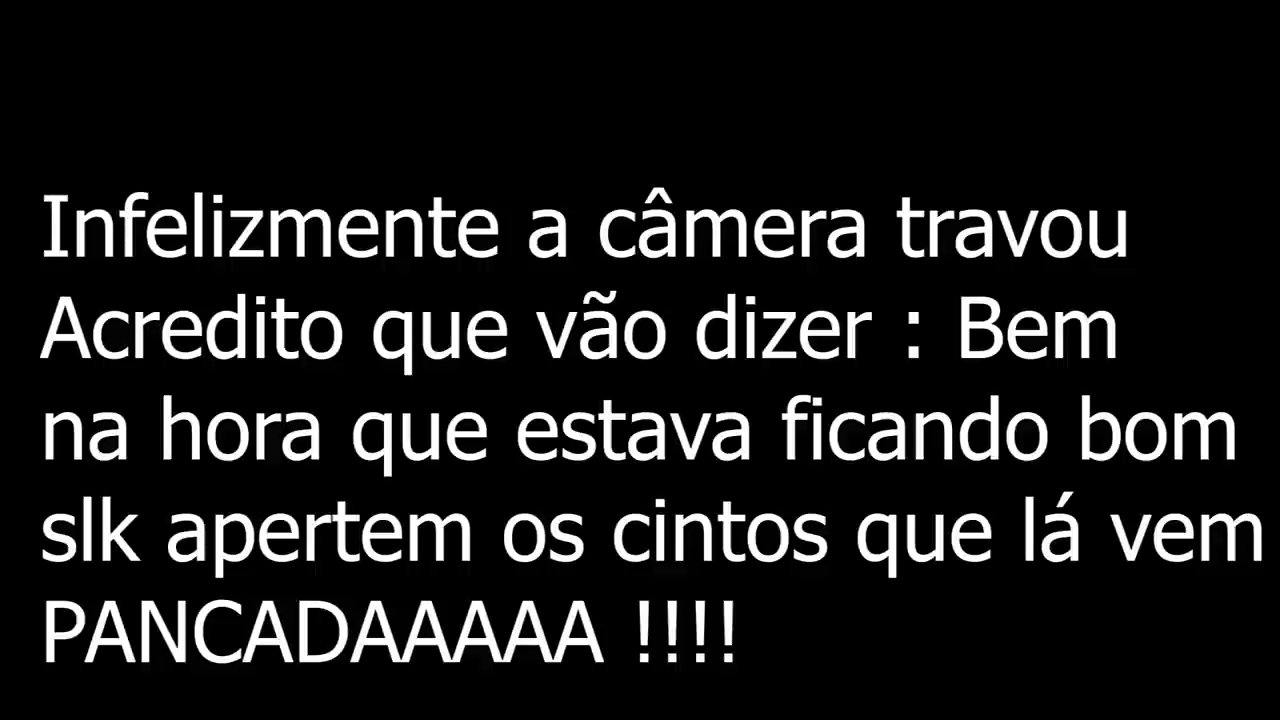 Infelizmente a câmera travou
Acredito que vão dizer : Bem
na hora que estava ficando bom
slk apertem os cintos que lá vem
PANCADAAAAA !!!!